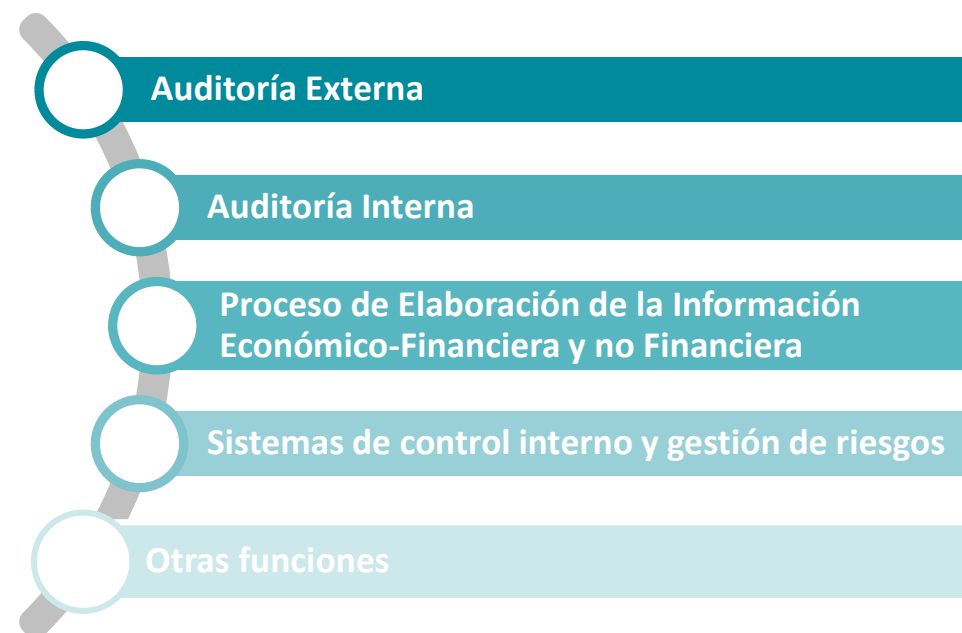 Auditoría Externa
Auditoría Interna
Proceso de Elaboración de la Información
Económico-Financiera y no Financiera
Sistemas de control interno y gestión de riesgos
Otras funciones